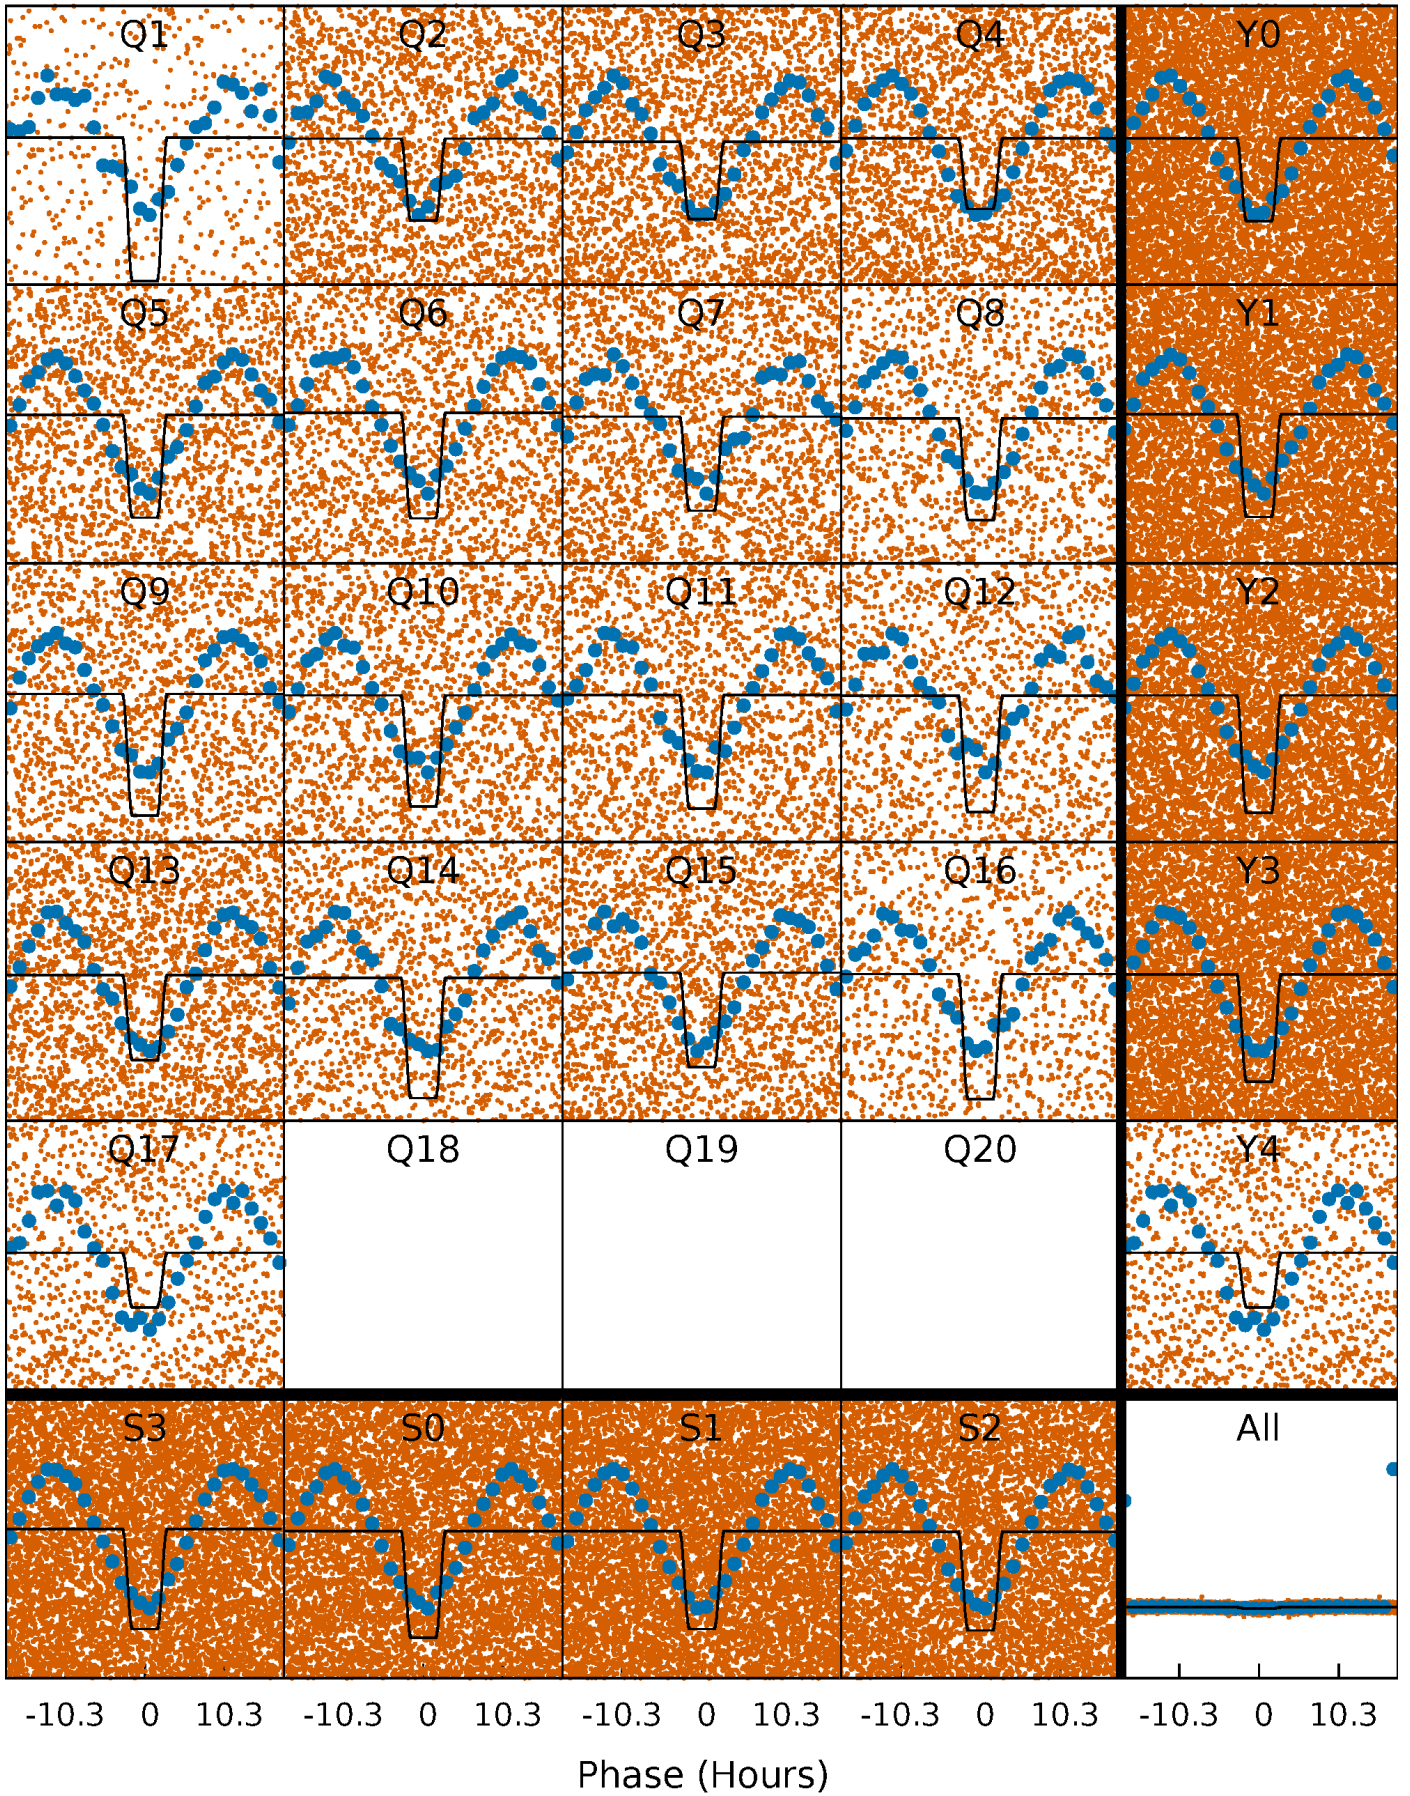 Q1 Q2 Q3 Q4 Y0
Q5 Q6 Q7 Q8 Y1
Q9 Q10 Q11 Q12 Y2
Q13 Q14 Q15 Q16 Y3
Q17 Q18 Q19 Q20 Y4
S3 S0 S1 S2 All
-10.3 0 10.3 -10.3 0 10.3 -10.3 0 10.3 -10.3 0 10.3 -10.3 0 10.3
Phase (Hours)